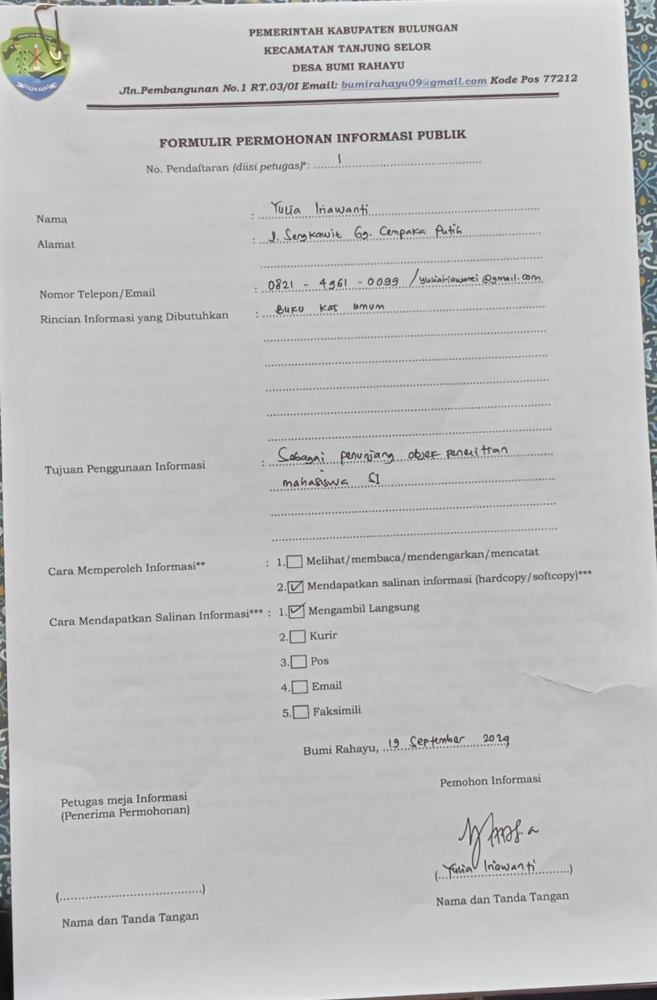 PEMERINTAH KABUPATEN BULUNGAN
KECAMATAN TANJUNG SELOR
DESA BUMI RAHAYU
Jln.Pembangunan No.1 RT.03/0I Email: bumirahayu09@gmail.com Kode Pos 77212
FORMULIR PERMOHONAN INFORMASI PUBLIK
No. Pendaftaran (diisi petugas)*: 1
Nama : Yulia Iriawanti
Alamat : Jl. Sengkawit Gg. Cempaka Putih
Nomor Telepon/Email : 0821 - 4961 - 0099 / yuliairiawanti@gmail.com
Rincian Informasi yang Dibutuhkan : Buku kas umum
Tujuan Penggunaan Informasi : Sebagai penunjang objek penelitian
mahasiswa S1
Cara Memperoleh Informasi** : 1. Melihat/membaca/mendengarkan/mencatat
2. Mendapatkan salinan informasi (hardcopy/softcopy)***
Cara Mendapatkan Salinan Informasi*** : 1. Mengambil Langsung
2. Kurir
3. Pos
4. Email
5. Faksimili
Bumi Rahayu, 19 September 2024
Pemohon Informasi
Petugas meja Informasi
(Penerima Permohonan)
(Yulia Iriawanti)
(....................................)
Nama dan Tanda Tangan
Nama dan Tanda Tangan